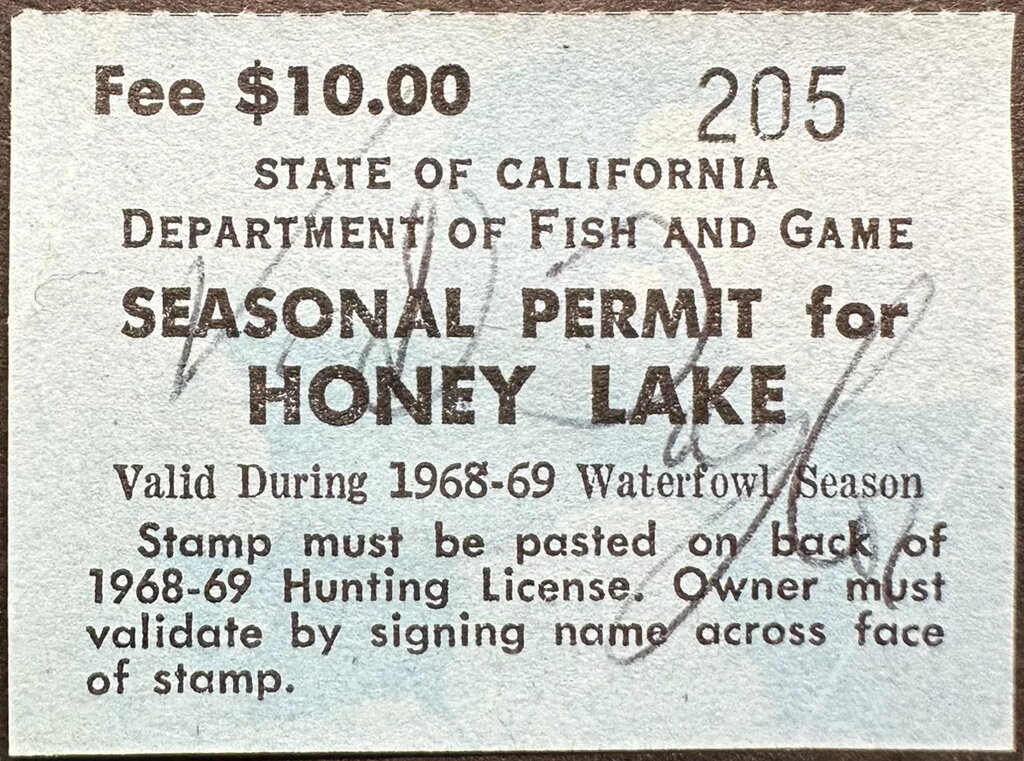 Fee $10.00 205
STATE OF CALIFORNIA
DEPARTMENT OF FISH AND GAME
SEASONAL PERMIT for
HONEY LAKE
Valid During 1968-69 Waterfowl Season
Stamp must be pasted on back of
1968-69 Hunting License. Owner must
validate by signing name across face
of stamp.